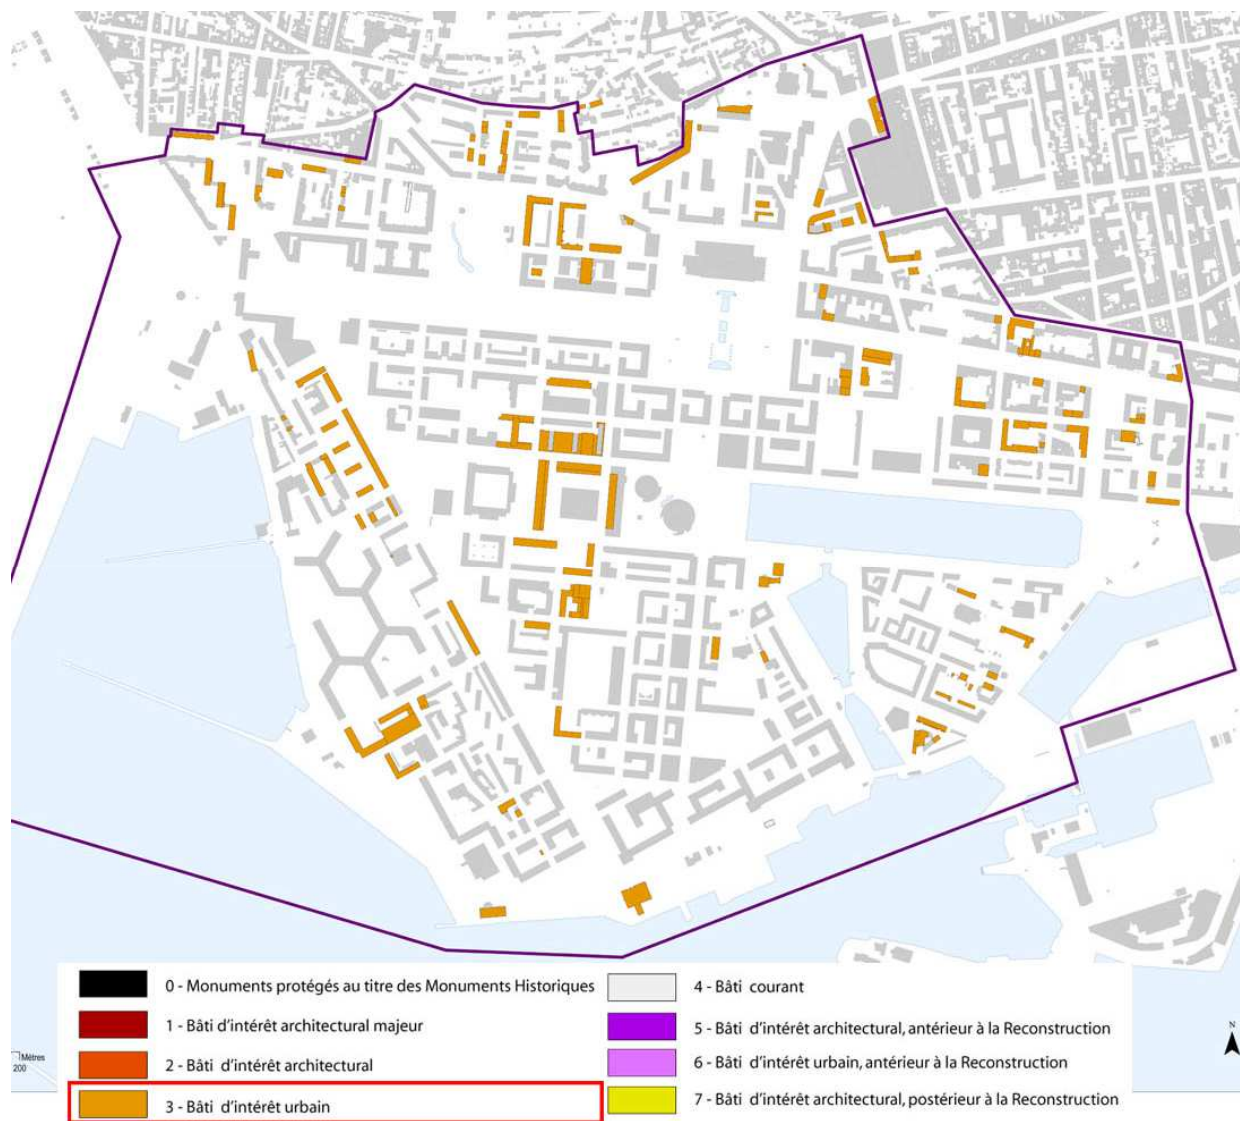 0 - Monuments protégés au titre des Monuments Historiques
1 - Bâti d'intérêt architectural majeur
2 - Bâti d'intérêt architectural
3 - Bâti d'intérêt urbain
4 - Bâti courant
5 - Bâti d'intérêt architectural, antérieur à la Reconstruction
6 - Bâti d'intérêt urbain, antérieur à la Reconstruction
7 - Bâti d'intérêt architectural, postérieur à la Reconstruction
Mètres
200
N